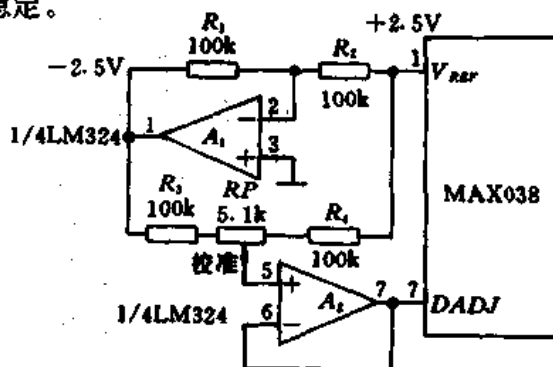 稳定。
R₁
100k
+2.5V
-2.5V
R₂
100k
1
V_REF
2
3
1
A₁
1/4LM324
R₃
100k
RP
5.1k
校准
R₄
100k
MAX038
5
6
A₂
7
7
DADJ
1/4LM324